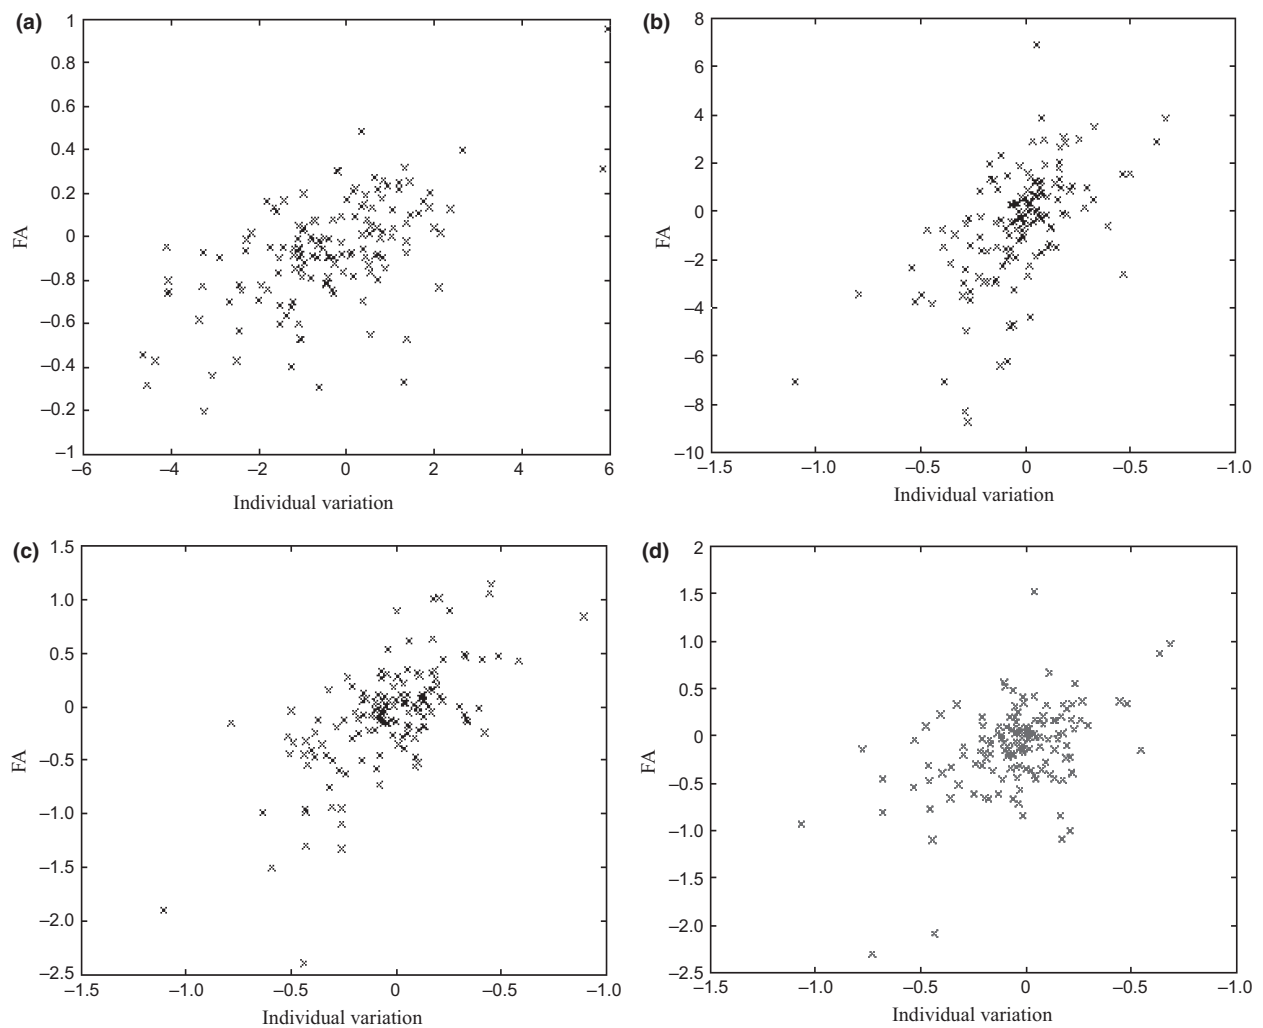 (a)
1
0.8
0.6
0.4
0.2
0
–0.8
–0.6
–0.4
–0.2
–1
FA
–6 –4 –2 0 2 4 6
Individual variation
(b)
8
6
4
2
0
–2
–4
–6
–8
–10
FA
–1.5 –1.0 –0.5 0 –0.5 –1.0
Individual variation
(c)
1.5
1.0
0.5
0
–0.5
–1.0
–1.5
–2.0
–2.5
FA
–1.5 –1.0 –0.5 0 –0.5 –1.0
Individual variation
(d)
2
1.5
1.0
0.5
0
–0.5
–1.0
–1.5
–2.0
–2.5
FA
–1.5 –1.0 –0.5 0 –0.5 –1.0
Individual variation